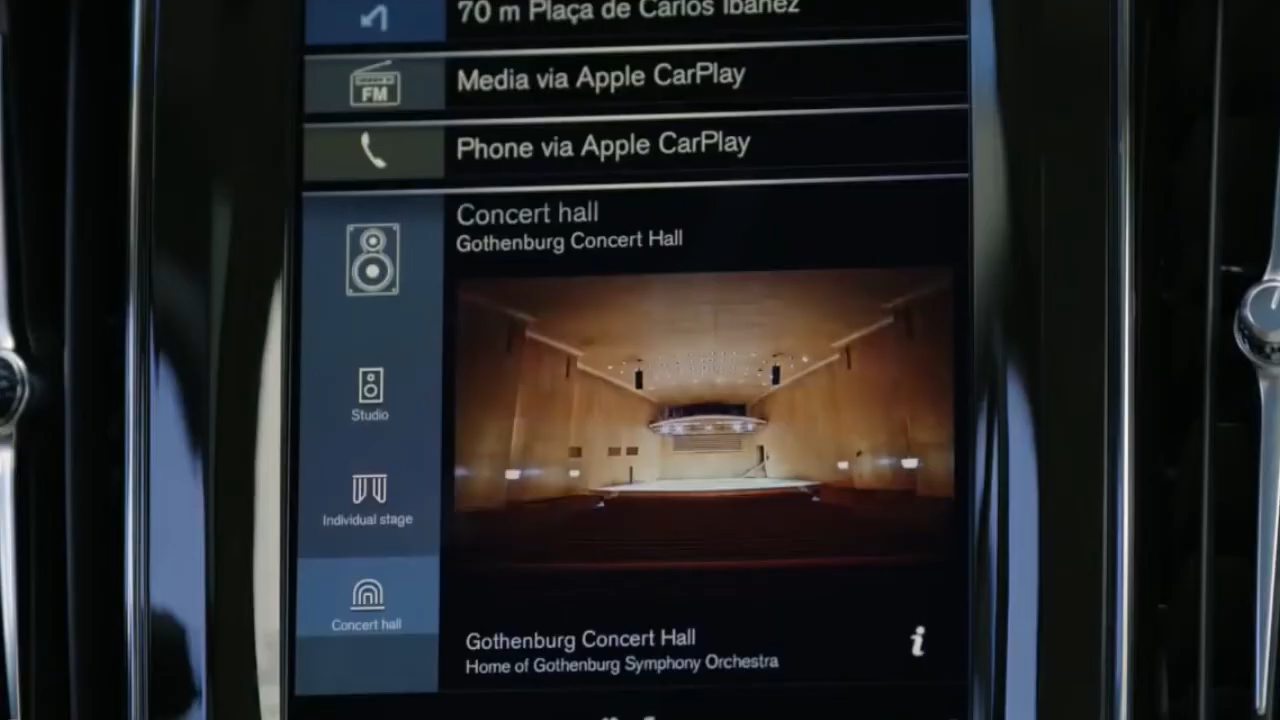 70 m Plaça de Carlos Ibáñez
FM
Media via Apple CarPlay
Phone via Apple CarPlay
Concert hall
Gothenburg Concert Hall
Studio
Individual stage
Concert hall
Gothenburg Concert Hall
Home of Gothenburg Symphony Orchestra
i